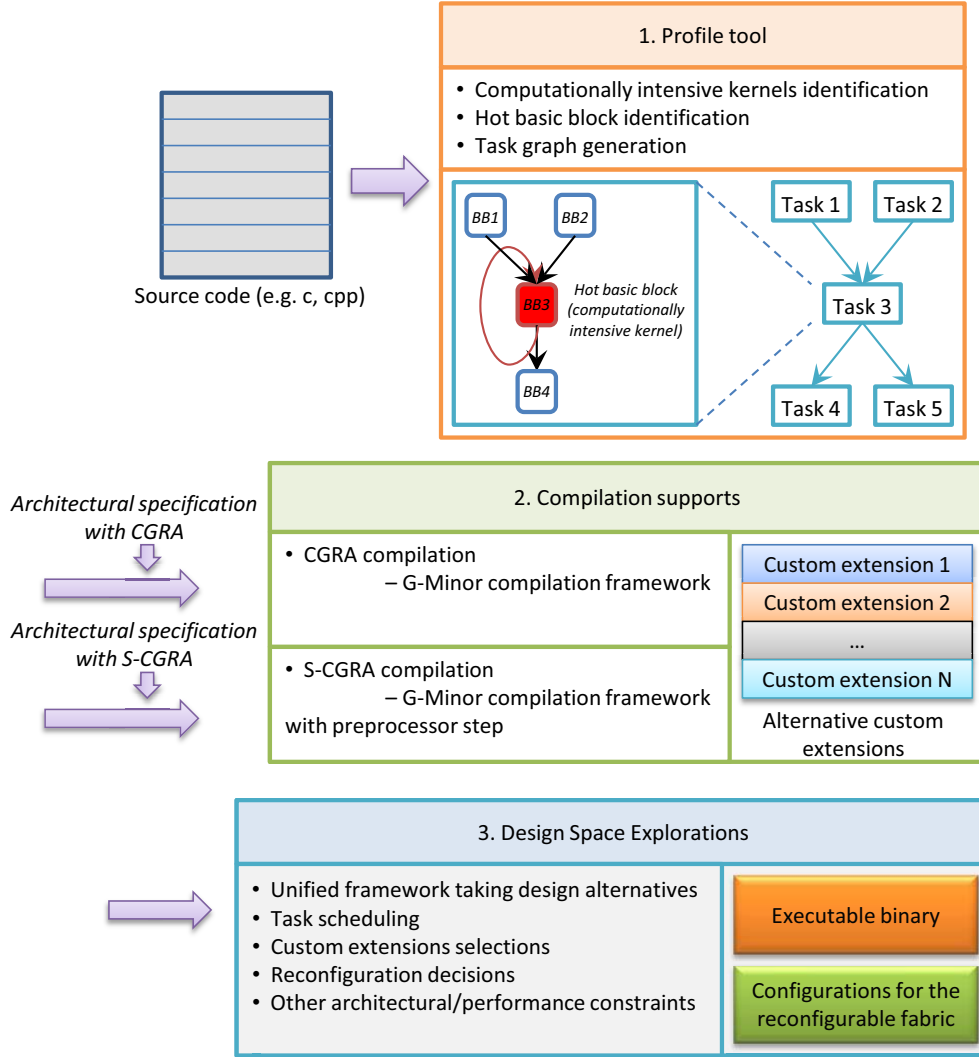 1. Profile tool
• Computationally intensive kernels identification
• Hot basic block identification
• Task graph generation
Source code (e.g. c, cpp)
BB1
BB2
BB3
BB4
Hot basic block
(computationally
intensive kernel)
Task 1
Task 2
Task 3
Task 4
Task 5
2. Compilation supports
Architectural specification
with CGRA
• CGRA compilation
– G-Minor compilation framework
Architectural specification
with S-CGRA
• S-CGRA compilation
– G-Minor compilation framework
with preprocessor step
Custom extension 1
Custom extension 2
...
Custom extension N
Alternative custom
extensions
3. Design Space Explorations
• Unified framework taking design alternatives
• Task scheduling
• Custom extensions selections
• Reconfiguration decisions
• Other architectural/performance constraints
–
Executable binary
Configurations for the
reconfigurable fabric